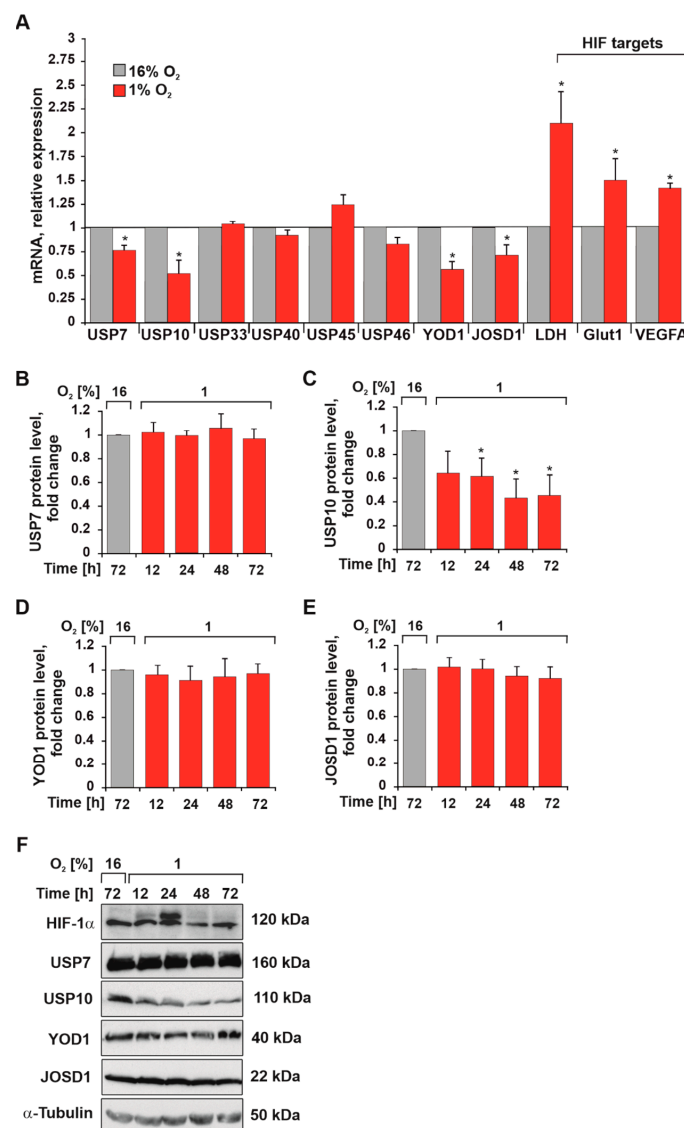 A
HIF targets
16% O₂
1% O₂
mRNA, relative expression
3
2.75
2.5
2.25
2
1.75
1.5
1.25
1
0.75
0.5
0.25
0
* * * * * * *
USP7 USP10 USP33 USP40 USP45 USP46 YOD1 JOSD1 LDH Glut1 VEGFA
B
O₂ [%] 16 1
USP7 protein level,
fold change
1.2
1
0.8
0.6
0.4
0.2
0
Time [h] 72 12 24 48 72
C
O₂ [%] 16 1
USP10 protein level,
fold change
1.2
1
0.8
0.6
0.4
0.2
0
* * *
Time [h] 72 12 24 48 72
D
O₂ [%] 16 1
YOD1 protein level,
fold change
1.2
1
0.8
0.6
0.4
0.2
0
Time [h] 72 12 24 48 72
E
O₂ [%] 16 1
JOSD1 protein level,
fold change
1.2
1
0.8
0.6
0.4
0.2
0
Time [h] 72 12 24 48 72
F
O₂ [%] 16 1
Time [h] 72 12 24 48 72
HIF-1α 120 kDa
USP7 160 kDa
USP10 110 kDa
YOD1 40 kDa
JOSD1 22 kDa
α-Tubulin 50 kDa